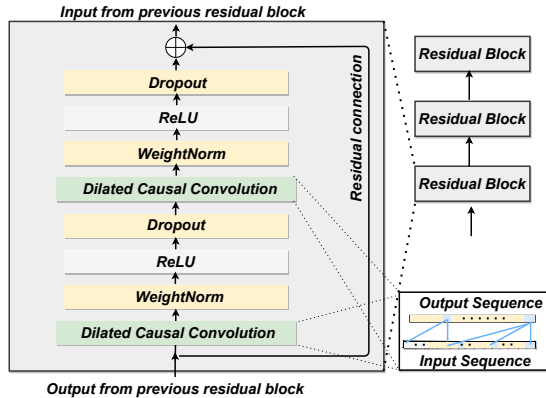 Input from previous residual block
Dropout
ReLU
WeightNorm
Dilated Causal Convolution
Dropout
ReLU
WeightNorm
Dilated Causal Convolution
Output from previous residual block
Residual connection
Residual Block
Residual Block
Residual Block
Output Sequence
Input Sequence